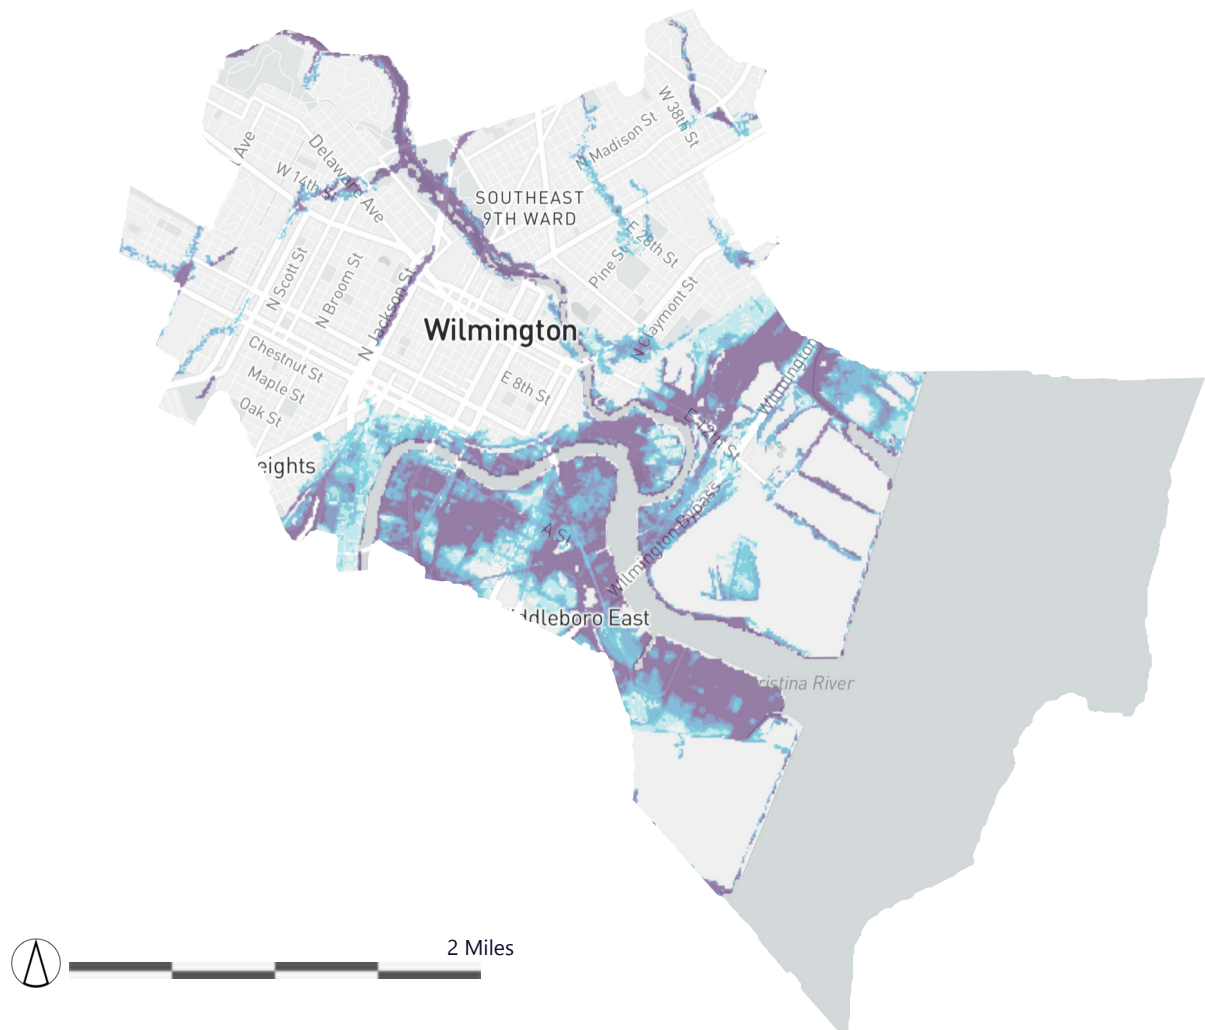 W 38th St
N Madison St
Ave
Delaware Ave
W 14th St
SOUTHEAST
9TH WARD
E 28th St
Pine St
N Scott St
N Broom St
N Jackson St
N Claymont St
Wilmington
Wilmington
Chestnut St
Maple St
Oak St
E 8th St
E 12th St
eights
A St
Wilmington Bypass
ddleboro East
ristina River
2 Miles